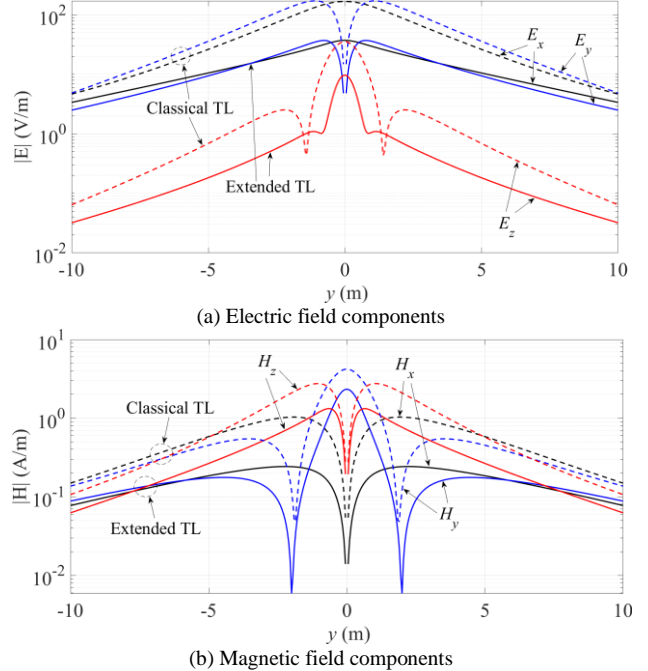 10^2
10^0
10^-2
|E| (V/m)
E_x
E_y
Classical TL
Extended TL
E_z
-10
-5
0
5
10
y (m)
(a) Electric field components
10^1
10^0
10^-1
10^-2
|H| (A/m)
H_z
H_x
Classical TL
Extended TL
H_y
-10
-5
0
5
10
y (m)
(b) Magnetic field components